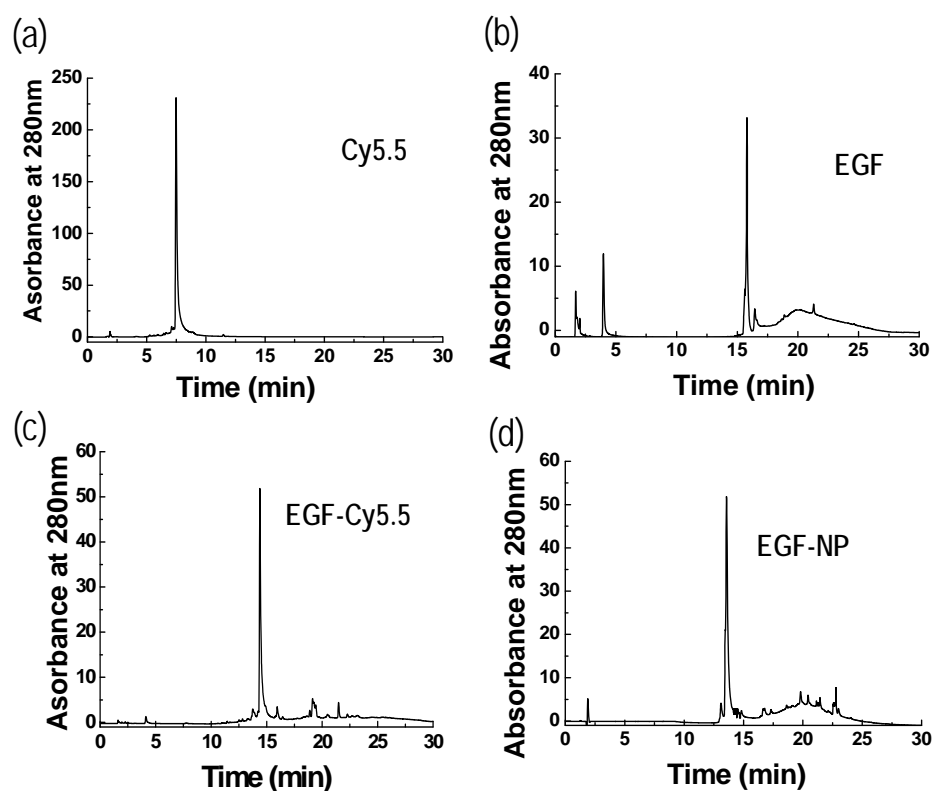 (a)
Asorbance at 280nm
250
200
150
100
50
0
0 5 10 15 20 25 30
Time (min)
Cy5.5
(b)
Absorbance at 280nm
40
30
20
10
0
0 5 10 15 20 25 30
Time (min)
EGF
(c)
Asorbance at 280nm
60
50
40
30
20
10
0
0 5 10 15 20 25 30
Time (min)
EGF-Cy5.5
(d)
Absorbance at 280nm
60
50
40
30
20
10
0
0 5 10 15 20 25 30
Time (min)
EGF-NP